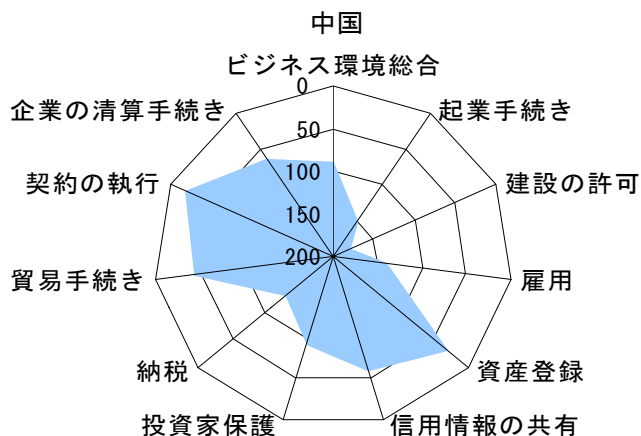 中国
ビジネス環境総合
起業手続き
建設の許可
雇用
資産登録
信用情報の共有
投資家保護
納税
貿易手続き
契約の執行
企業の清算手続き
0
50
100
150
200